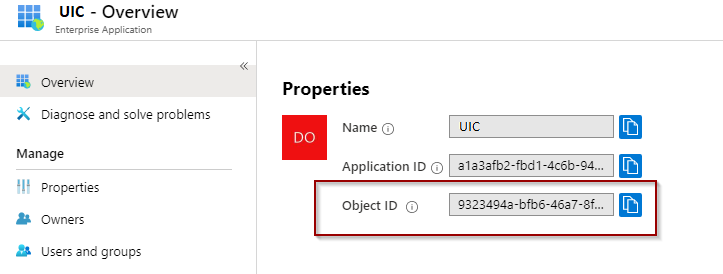 UIC - Overview
Enterprise Application
«
Overview
Diagnose and solve problems
Manage
Properties
Owners
Users and groups
Properties
DO
Name
UIC
Application ID
a1a3afb2-fbd1-4c6b-94...
Object ID
9323494a-bfb6-46a7-8f...